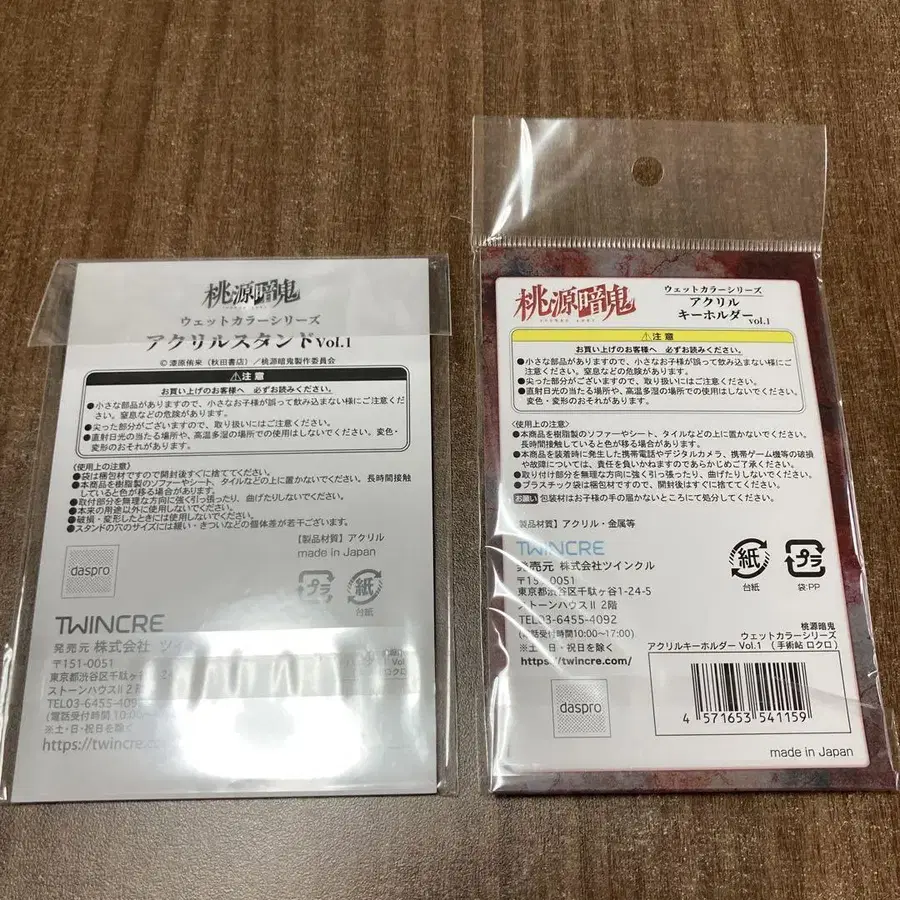 桃源暗鬼
ウェットカラーシリーズ
アクリルスタンド Vol.1
© 漆原侑来（秋田書店）／桃源暗鬼製作委員会
⚠注意
お買い上げのお客様へ 必ずお読みください。
●小さな部品がありますので、小さなお子様が誤って飲み込まない様にご注意くだ
さい。窒息などの危険があります。
●尖った部分がございますので、取り扱いにはご注意ください。
●直射日光の当たる場所や、高温多湿の場所での使用はしないでください。変色・
変形のおそれがあります。
〈使用上の注意〉
●袋は梱包材ですので開封後すぐに捨ててください。
●本商品を樹脂製のソファーやシート、タイルなどの上に置かないでください。長時間接触
していると色が移る場合があります。
●取付部分を無理な方向に強く引っ張ったり、曲げたりしないでください。
●本来の用途以外に使用しないでください。
●破損・変形したときには使用しないでください。
●スタンドの穴のサイズには緩い・きついなどの個体差が若干ございます。
【製品材質】アクリル
made in Japan
daspro
プラ
紙
台紙
TWINCRE
発売元 株式会社 ツイン
〒151-0051
東京都渋谷区千駄ヶ谷1-24
ストーンハウスⅡ 2階
TEL03-6455-409
(電話受付時間 10:00
※土・日・祝日を除く
https://twincre.co
桃源暗鬼
ウェットカラーシリーズ
アクリル
キーホルダー
vol.1
⚠注意
お買い上げのお客様へ 必ずお読みください。
●小さな部品がありますので、小さなお子様が誤って飲み込まない様にご
注意ください。窒息などの危険があります。
●尖った部分がございますので、取り扱いにはご注意ください。
●直射日光の当たる場所や、高温多湿の場所での使用はしないでください。
変色・変形のおそれがあります。
〈使用上の注意〉
●本商品を樹脂製のソファーやシート、タイルなどの上に置かないでください。
長時間接触していると色が移る場合があります。
●本商品を装着時に発生した携帯電話やデジタルカメラ、携帯ゲーム機等の破損
や故障については、責任を負いかねますのであらかじめご了承ください。
●取り付け部分を無理な方向に強く引っ張ったり、曲げたりしないでください。
●プラスチック袋は梱包材ですので、開封後はすぐに捨ててください。
お願い 包装材はお子様の手の届かないところにて処分してください。
製品材質】アクリル・金属等
TWINCRE
発売元 株式会社ツインクル
〒151-0051
東京都渋谷区千駄ヶ谷1-24-5
ストーンハウスⅡ 2階
TEL03-6455-4092
(電話受付時間10:00〜17:00)
※土・日・祝日を除く
https://twincre.com/
紙
台紙
プラ
袋:PP
桃源暗鬼
ウェットカラーシリーズ
アクリルキーホルダー Vol.1 （手術帖 ロクロ）
daspro
4 571653 541159
made in Japan